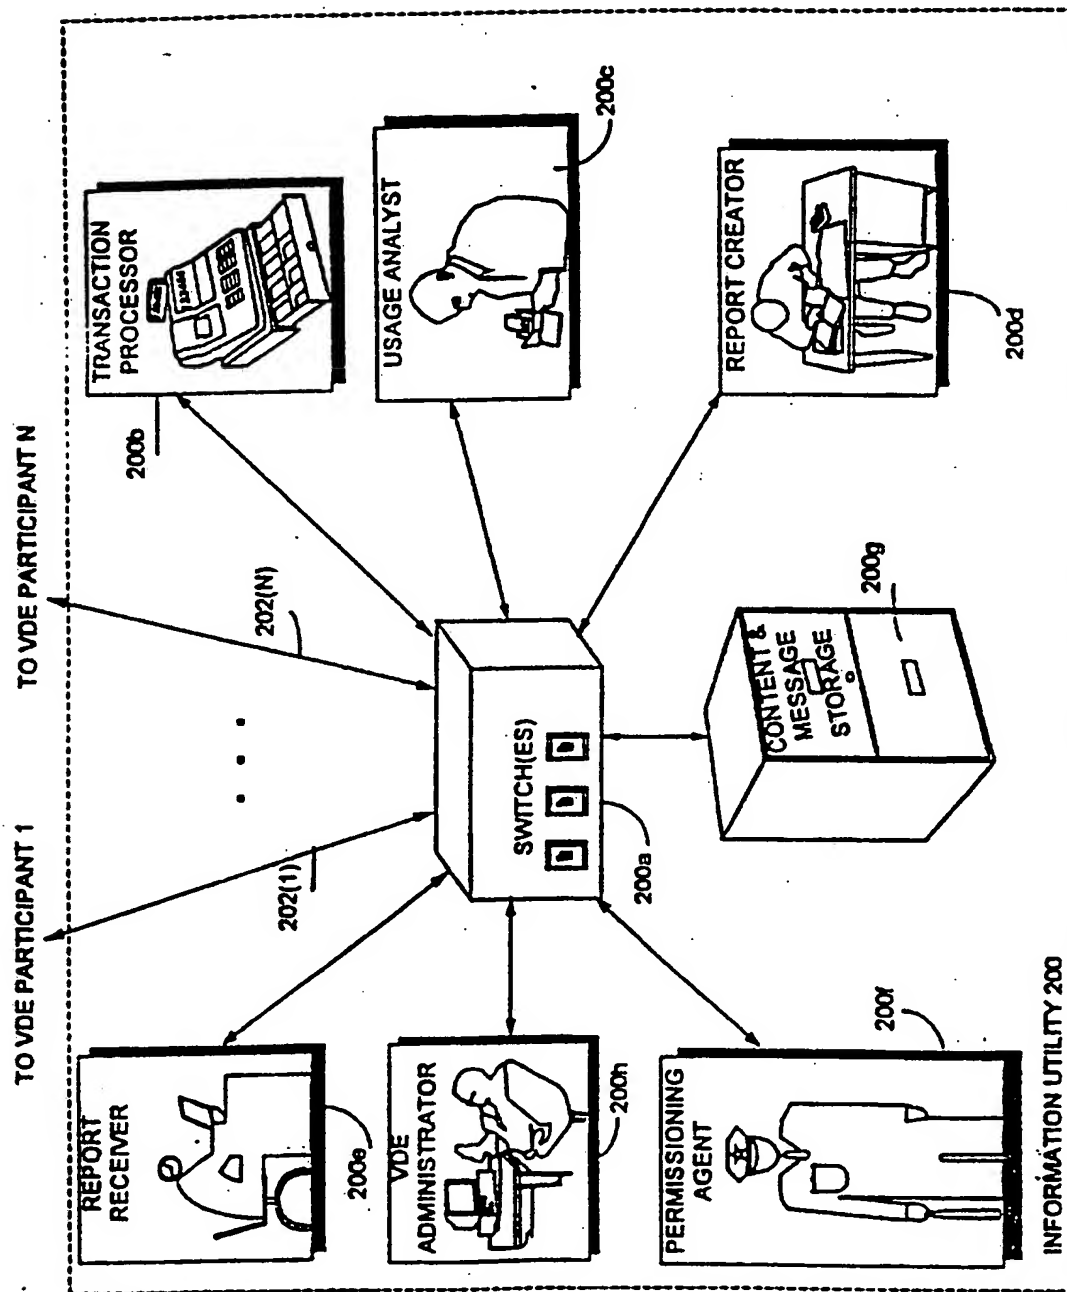 TO VDE PARTICIPANT 1
TO VDE PARTICIPANT N
REPORT
RECEIVER
200e
202(1)
202(N)
TRANSACTION
PROCESSOR
200b
VDE
ADMINISTRATOR
200h
SWITCH(ES)
200a
USAGE ANALYST
200c
PERMISSIONING
AGENT
200f
CONTENT &
MESSAGE
STORAGE
200g
REPORT CREATOR
200d
INFORMATION UTILITY 200